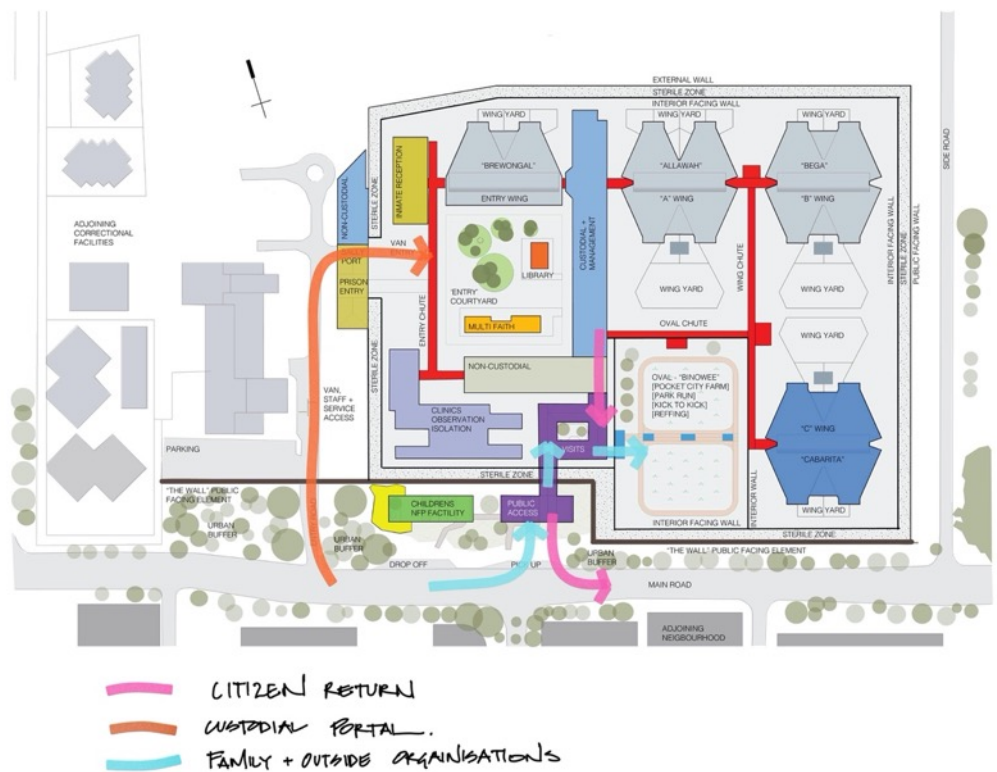 EXTERNAL WALL
STERILE ZONE
INTERIOR FACING WALL
WING YARD
WING YARD
WING YARD
SIDE ROAD
INMATE RECEPTION
"BREWONGAL"
"ALLAWAH"
"BEGA"
NON-CUSTODIAL
STERILE ZONE
ENTRY WING
"A" WING
"B" WING
CUSTODIAL +
MANAGEMENT
ADJOINING
CORRECTIONAL
FACILITIES
VAN
ENTRY
PORT
PRISON
ENTRY
LIBRARY
'ENTRY'
COURTYARD
ENTRY CHUTE
MULTI FAITH
WING CHUTE
WING YARD
WING YARD
INTERIOR FACING WALL
STERILE ZONE
PUBLIC FACING WALL
OVAL CHUTE
WING YARD
STERILE ZONE
NON-CUSTODIAL
OVAL - "BINOWEE"
[POCKET CITY FARM]
[PARK RUN]
[KICK TO KICK]
[REFFING]
VAN,
STAFF +
SERVICE
ACCESS
CLINICS
OBSERVATION
ISOLATION
VISITS
"C" WING
"CABARITA"
PARKING
STERILE ZONE
INTERIOR WALL
"THE WALL" PUBLIC
FACING ELEMENT
CHILDRENS
NFP FACTILITY
PUBLIC
ACCESS
WING YARD
INTERIOR FACING WALL
STERILE ZONE
URBAN
BUFFER
URBAN
BUFFER
URBAN
BUFFER
"THE WALL" PUBLIC FACING ELEMENT
DROP OFF
PICK UP
MAIN ROAD
ADJOINING
NEIGBOURHOOD
CITIZEN RETURN
CUSTODIAL PORTAL.
FAMILY + OUTSIDE ORGAINISATIONS